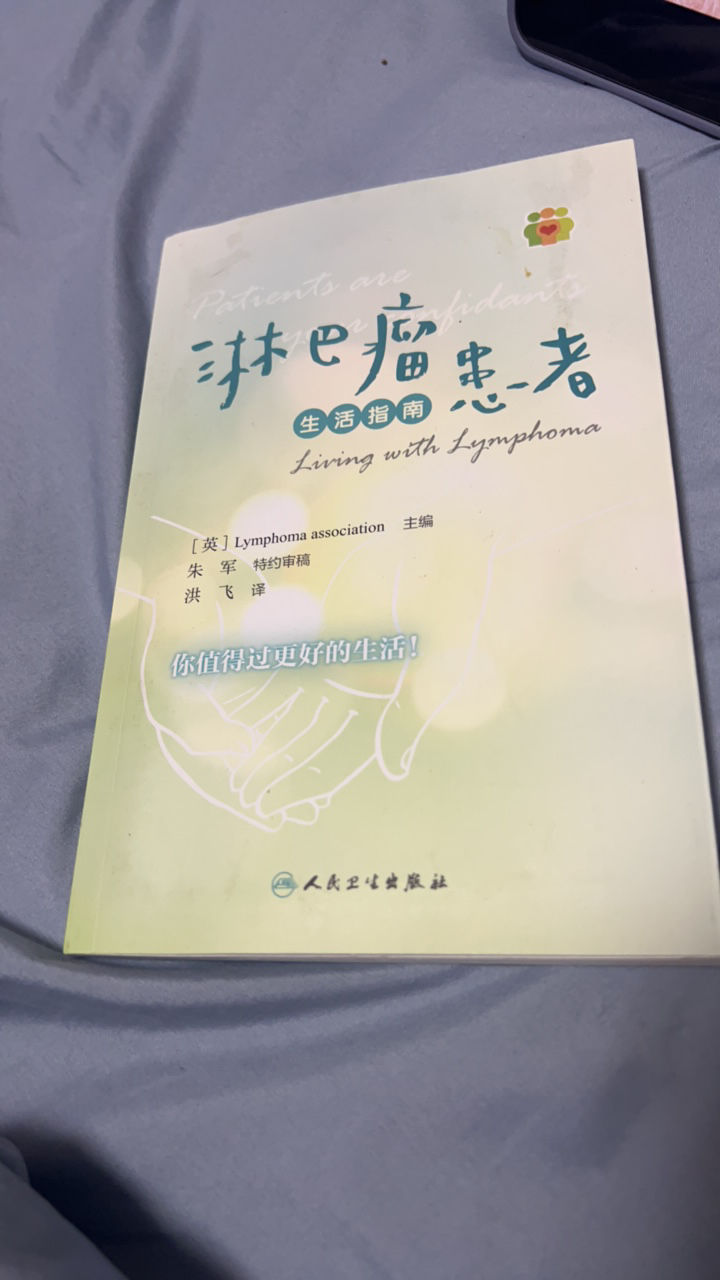 Patients are
your confidants
淋巴瘤患者
生活指南
Living with Lymphoma
［英］Lymphoma association 主编
朱 军 特约审稿
洪 飞 译
你值得过更好的生活！
人民卫生出版社